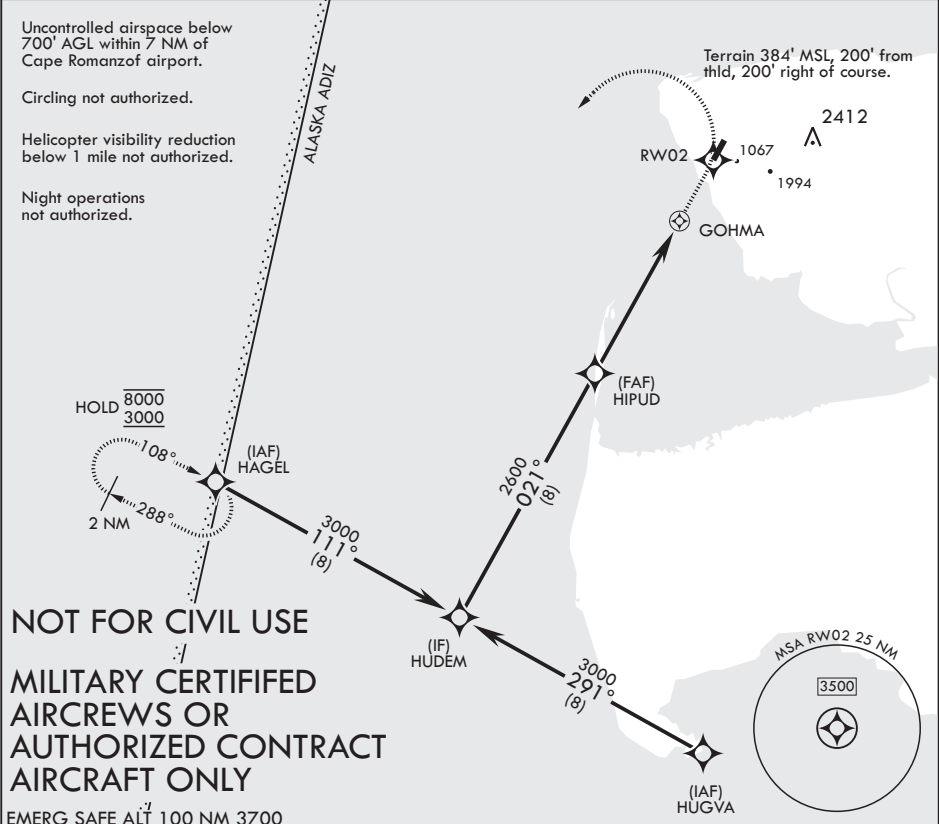 Uncontrolled airspace below
700' AGL within 7 NM of
Cape Romanzof airport.
Circling not authorized.
Helicopter visibility reduction
below 1 mile not authorized.
Night operations
not authorized.
ALASKA ADIZ
Terrain 384' MSL, 200' from
thld, 200' right of course.
2412
RW02
1067
1994
GOHMA
(FAF)
HIPUD
HOLD 8000
3000
108°
(IAF)
HAGEL
288°
2 NM
2600
021°
(8)
3000
111°
(8)
(IF)
HUDEM
3000
291°
(8)
(IAF)
HUGVA
MSA RW02 25 NM
3500
NOT FOR CIVIL USE
MILITARY CERTIFIFED
AIRCREWS OR
AUTHORIZED CONTRACT
AIRCRAFT ONLY
EMERG SAFE ALT 100 NM 3700